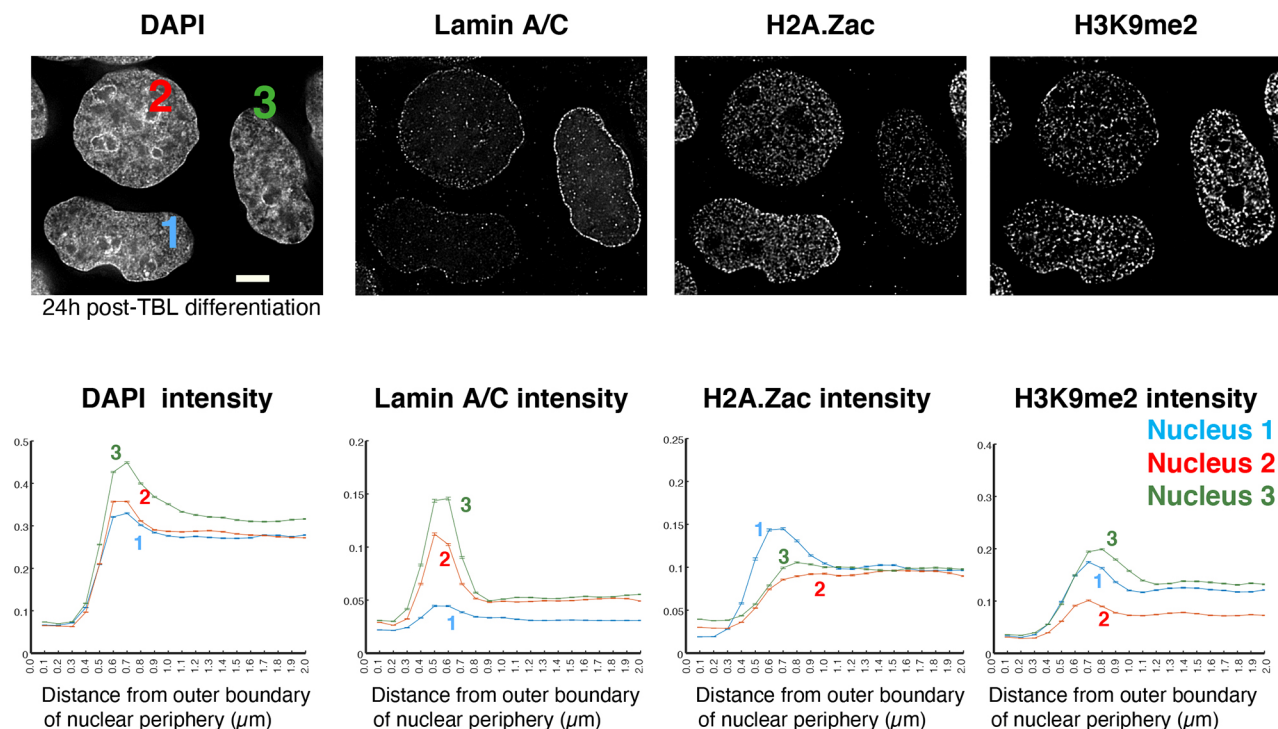 DAPI
Lamin A/C
H2A.Zac
H3K9me2
2
3
1
24h post-TBL differentiation
DAPI intensity
Lamin A/C intensity
H2A.Zac intensity
H3K9me2 intensity
Nucleus 1
Nucleus 2
Nucleus 3
0.5
0.4
0.3
0.2
0.1
0
3
2
1
0.0 0.1 0.2 0.3 0.4 0.5 0.6 0.7 0.8 0.9 1.0 1.1 1.2 1.3 1.4 1.5 1.6 1.7 1.8 1.9 2.0
Distance from outer boundary
of nuclear periphery (µm)
0.2
0.15
0.1
0.05
0
3
2
1
0.0 0.1 0.2 0.3 0.4 0.5 0.6 0.7 0.8 0.9 1.0 1.1 1.2 1.3 1.4 1.5 1.6 1.7 1.8 1.9 2.0
Distance from outer boundary
of nuclear periphery (µm)
0.25
0.2
0.15
0.1
0.05
0
1
3
2
0.0 0.1 0.2 0.3 0.4 0.5 0.6 0.7 0.8 0.9 1.0 1.1 1.2 1.3 1.4 1.5 1.6 1.7 1.8 1.9 2.0
Distance from outer boundary
of nuclear periphery (µm)
0.4
0.3
0.2
0.1
0
3
1
2
0.0 0.1 0.2 0.3 0.4 0.5 0.6 0.7 0.8 0.9 1.0 1.1 1.2 1.3 1.4 1.5 1.6 1.7 1.8 1.9 2.0
Distance from outer boundary
of nuclear periphery (µm)